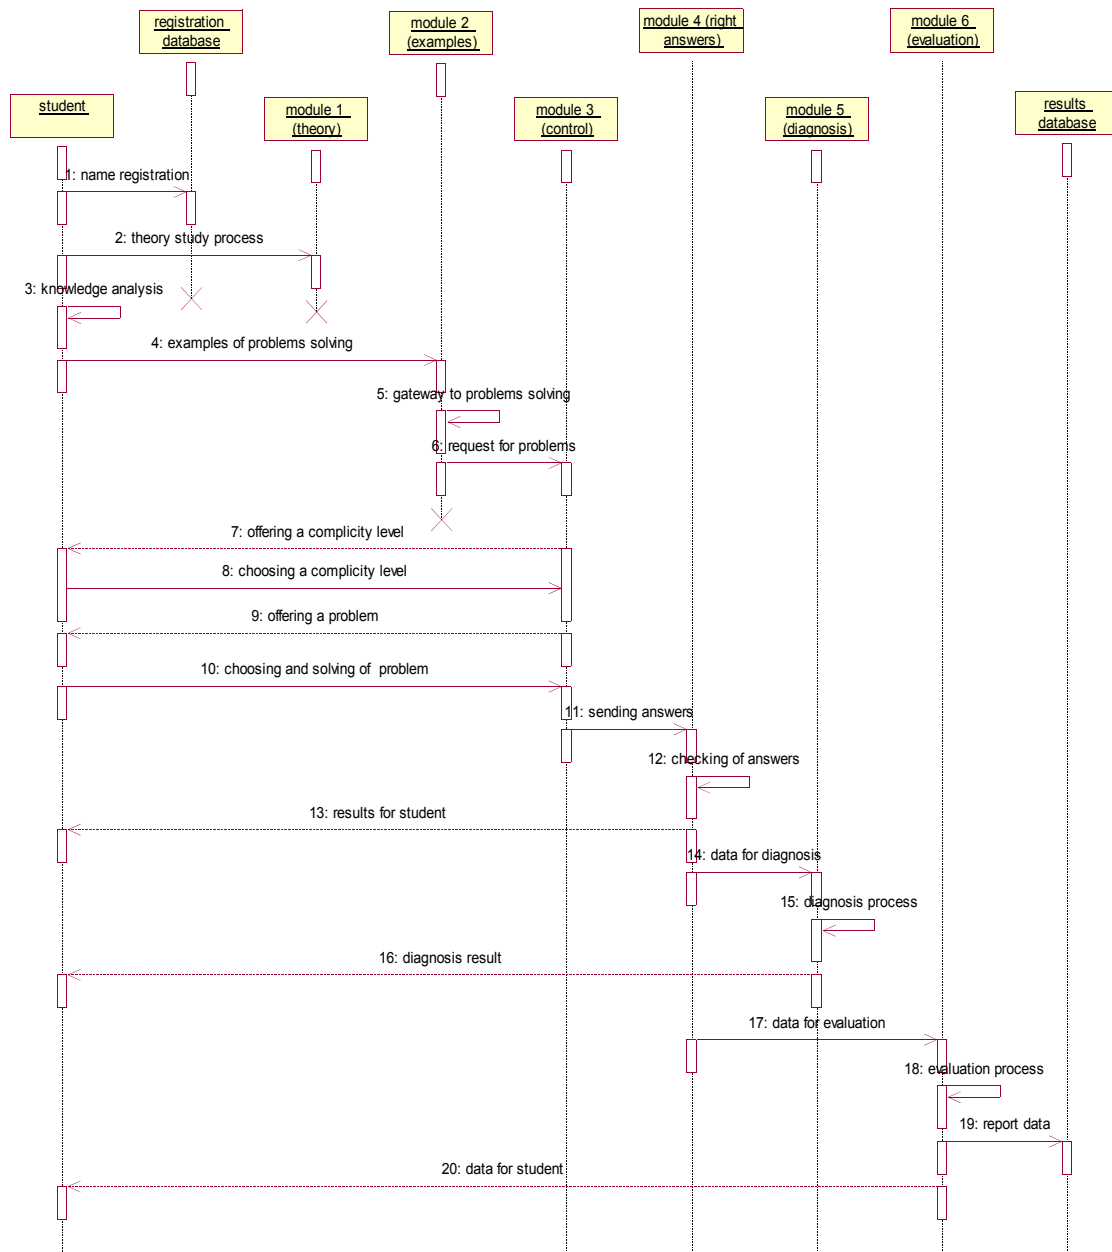 registration
database
module 2
(examples)
module 4 (right
answers)
module 6
(evaluation)
student
module 1
(theory)
module 3
(control)
module 5
(diagnosis)
results
database
1: name registration
2: theory study process
3: knowledge analysis
4: examples of problems solving
5: gateway to problems solving
6: request for problems
7: offering a complicity level
8: choosing a complicity level
9: offering a problem
10: choosing and solving of problem
11: sending answers
12: checking of answers
13: results for student
14: data for diagnosis
15: diagnosis process
16: diagnosis result
17: data for evaluation
18: evaluation process
19: report data
20: data for student